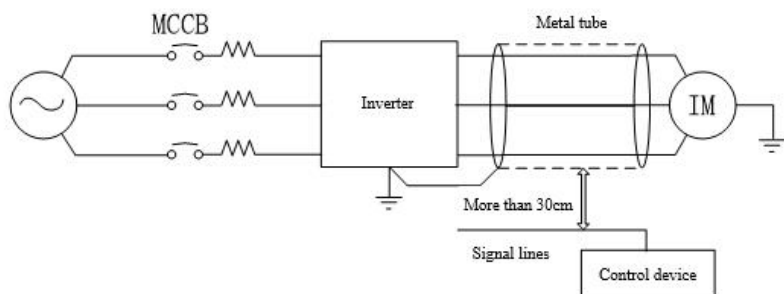 MCCB
Metal tube
Inverter
IM
More than 30cm
Signal lines
Control device